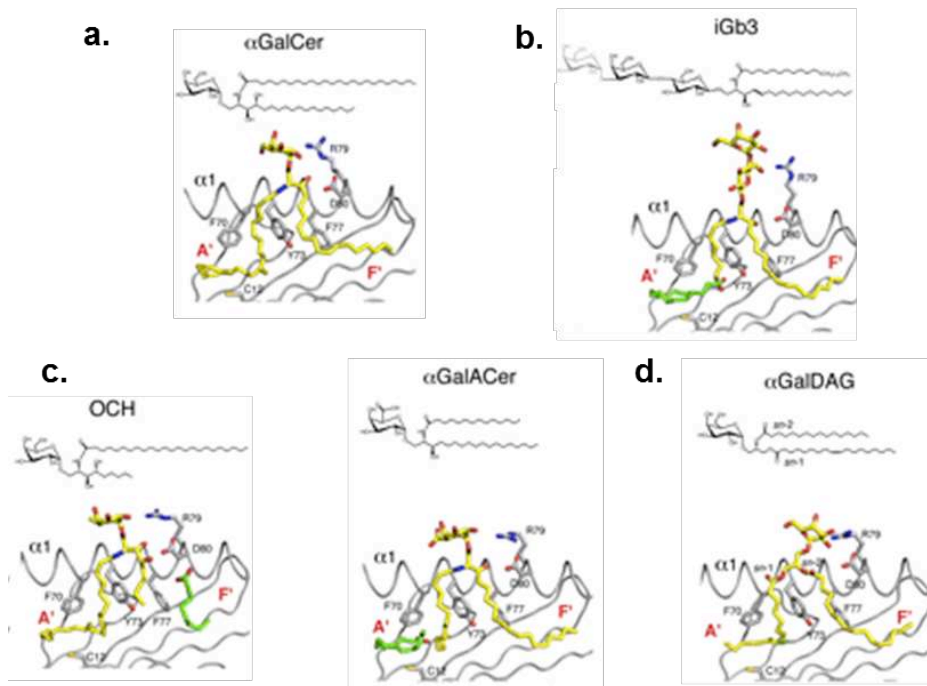 a.
αGalCer
R79
α1
D80
F70
F77
Y73
A'
F'
C12
b.
iGb3
R79
α1
D80
F70
F77
A'
Y73
F'
C12
c.
OCH
R79
α1
D80
F70
F'
A'
Y73
F77
C12
αGalACer
R79
α1
D80
F70
F77
A'
Y73
F'
C12
d.
αGalDAG
sn-2
sn-1
R79
α1
sn-1
sn-2
D80
F70
F77
A'
Y73
F'
C12